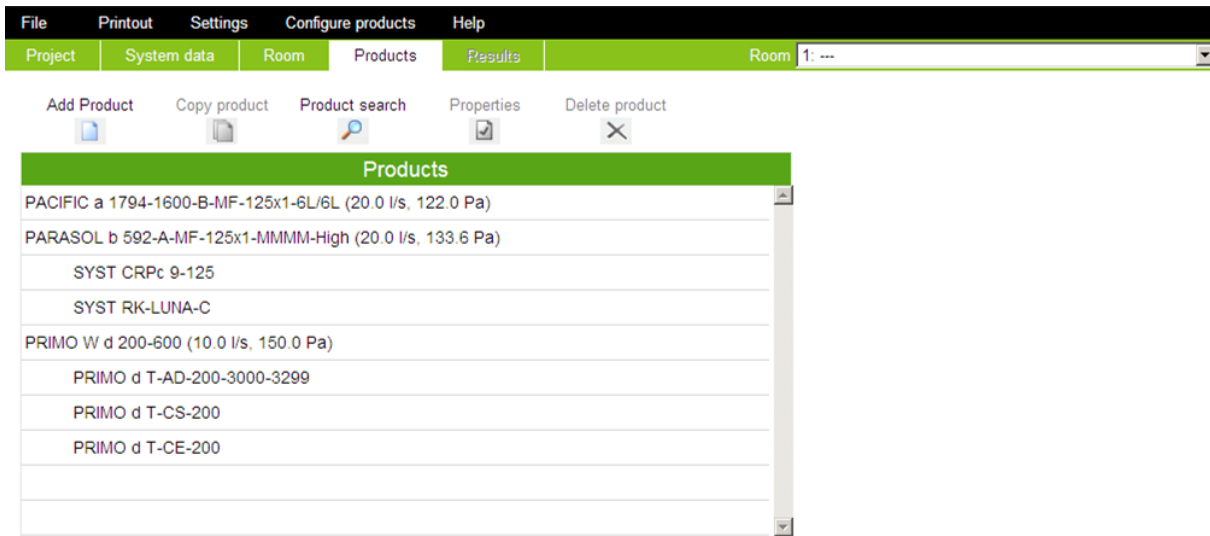 File Printout Settings Configure products Help
Project System data Room Products Results Room 1: ---
Add Product Copy product Product search Properties Delete product
Products
PACIFIC a 1794-1600-B-MF-125x1-6L/6L (20.0 l/s, 122.0 Pa)
PARASOL b 592-A-MF-125x1-MMMM-High (20.0 l/s, 133.6 Pa)
SYST CRPc 9-125
SYST RK-LUNA-C
PRIMO W d 200-600 (10.0 l/s, 150.0 Pa)
PRIMO d T-AD-200-3000-3299
PRIMO d T-CS-200
PRIMO d T-CE-200